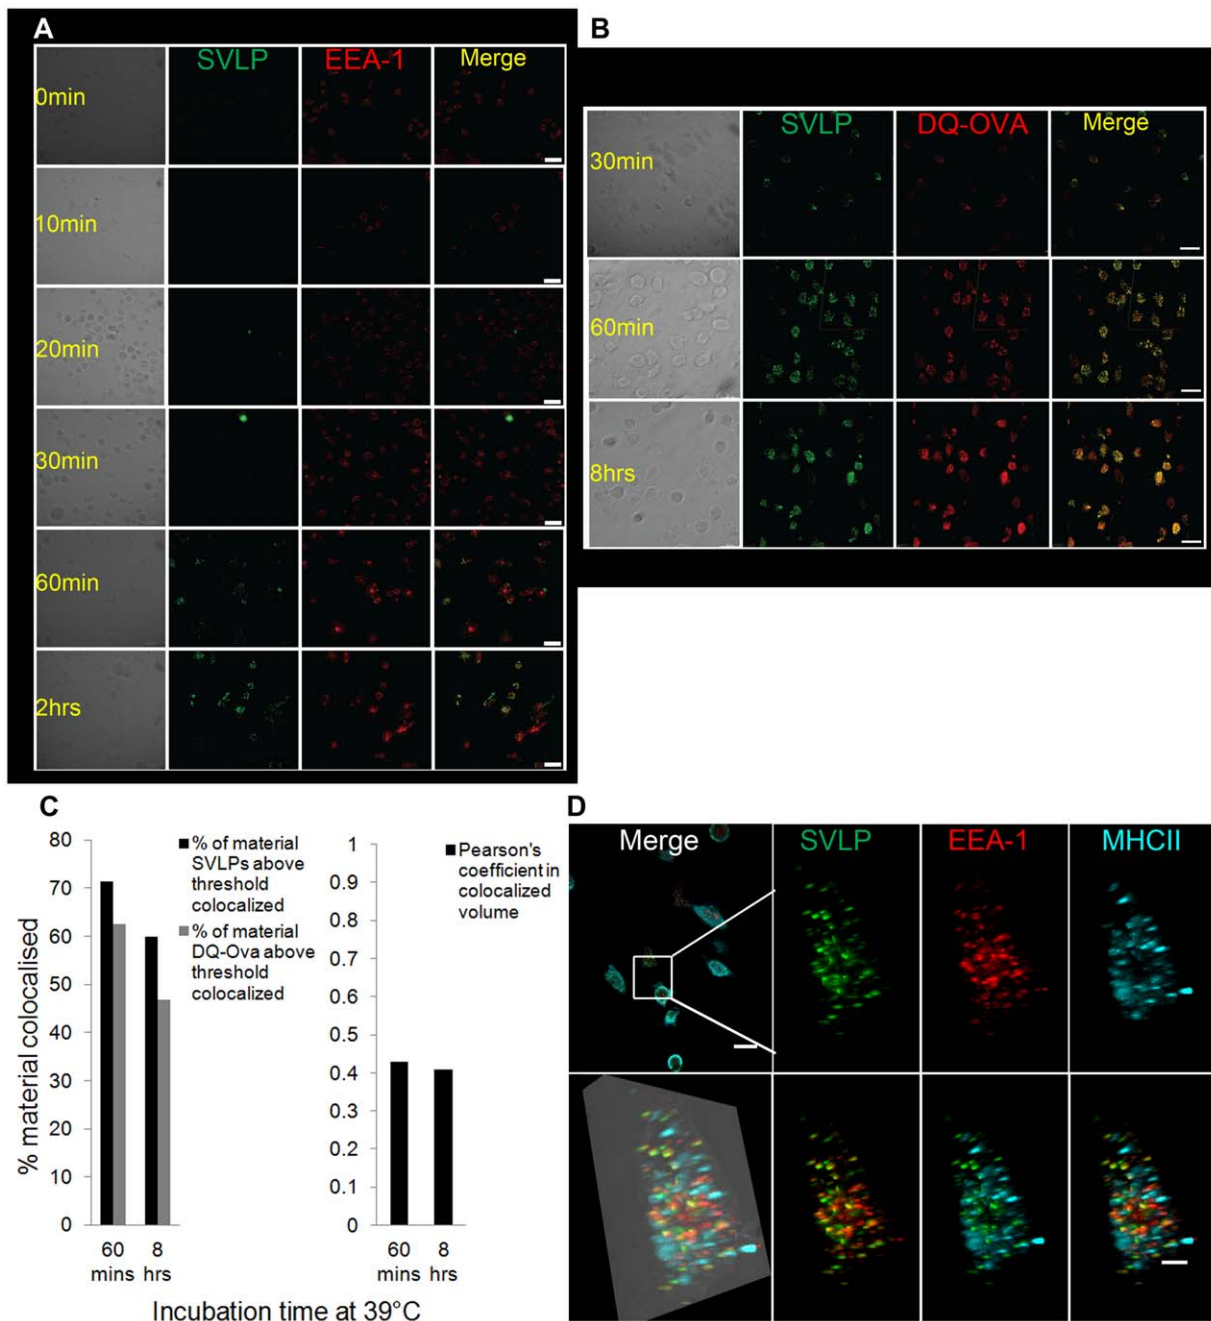 A
SVLP EEA-1 Merge
0min
10min
20min
30min
60min
2hrs
B
SVLP DQ-OVA Merge
30min
60min
8hrs
C
% material colocalised
80
70
60
50
40
30
20
10
0
60
mins
8
hrs
% of material
SVLPs above
threshold
colocalized
% of material
DQ-Ova above
threshold
colocalized
1
0.9
0.8
0.7
0.6
0.5
0.4
0.3
0.2
0.1
0
60
mins
8
hrs
Pearson's
coefficient in
colocalized
volume
Incubation time at 39°C
D
Merge SVLP EEA-1 MHCII